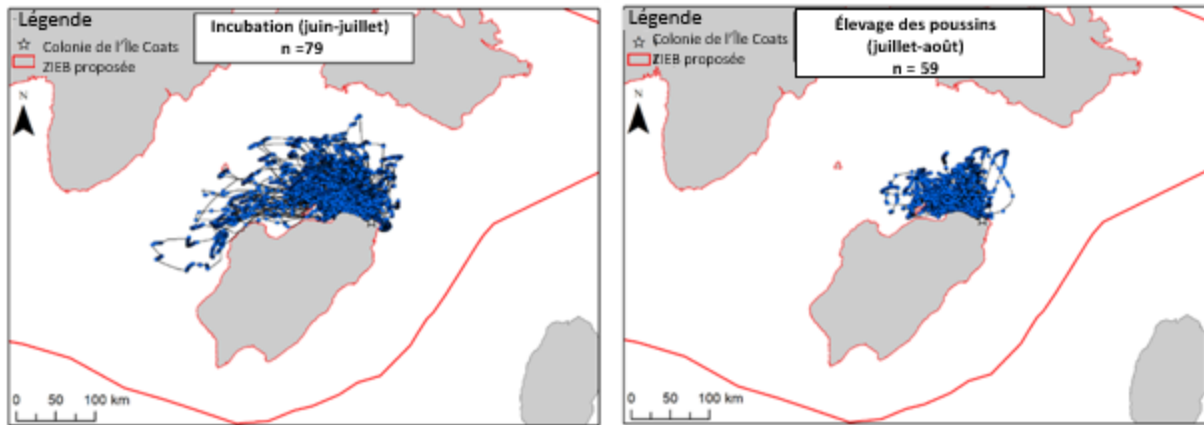 Légende
Colonie de l'Île Coats
ZIEB proposée
Incubation (juin-juillet)
n =79
N
0 50 100 km
Légende
Colonie de l'Île Coats
ZIEB proposée
Élevage des poussins
(juillet-août)
n = 59
N
0 50 100 km